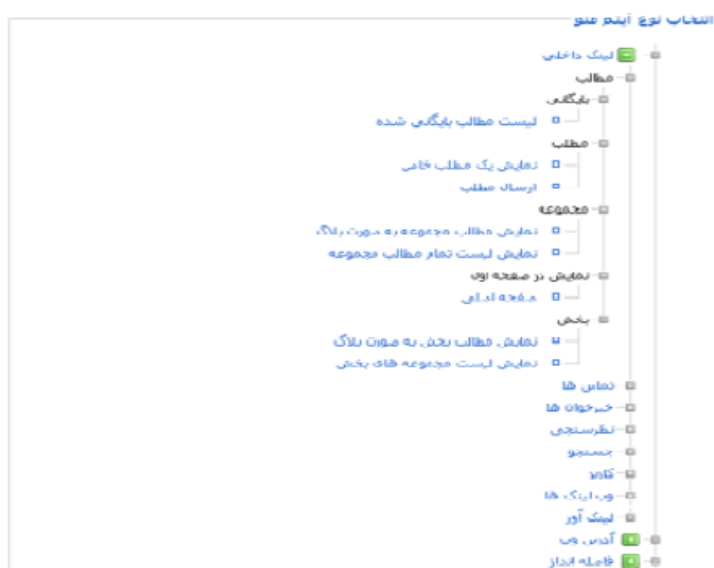 انتخاب نوع آیتم منو
لینک داخلی
مطالب
بایگانی
لیست مطالب بایگانی شده
مطلب
نمایش یک مطلب خاص
ارسال مطلب
مجموعه
نمایش مطالب مجموعه به صورت بلاگ
نمایش لیست تمام مطالب مجموعه
نمایش در صفحه اول
صفحه اصلی
بخش
نمایش مطالب بخش به صورت بلاگ
نمایش لیست مجموعه های بخش
تماس ها
خبرخوان ها
نظرسنجی
جستجو
کاربر
وب لینک ها
لینک آور
آدرس وب
فاصله انداز